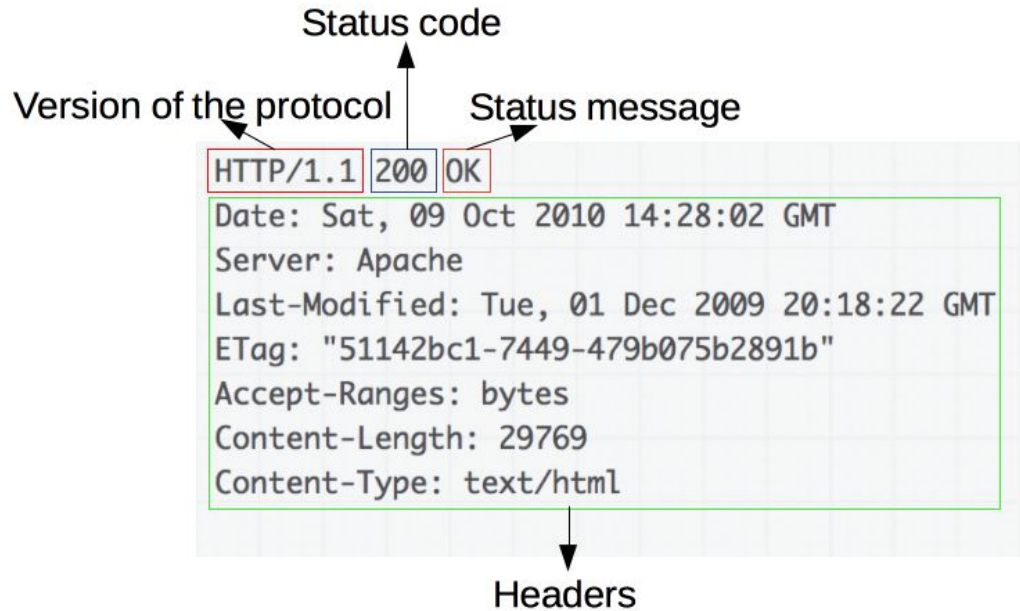 Status code
Version of the protocol
Status message
HTTP/1.1 200 OK
Date: Sat, 09 Oct 2010 14:28:02 GMT
Server: Apache
Last-Modified: Tue, 01 Dec 2009 20:18:22 GMT
ETag: "51142bc1-7449-479b075b2891b"
Accept-Ranges: bytes
Content-Length: 29769
Content-Type: text/html
Headers